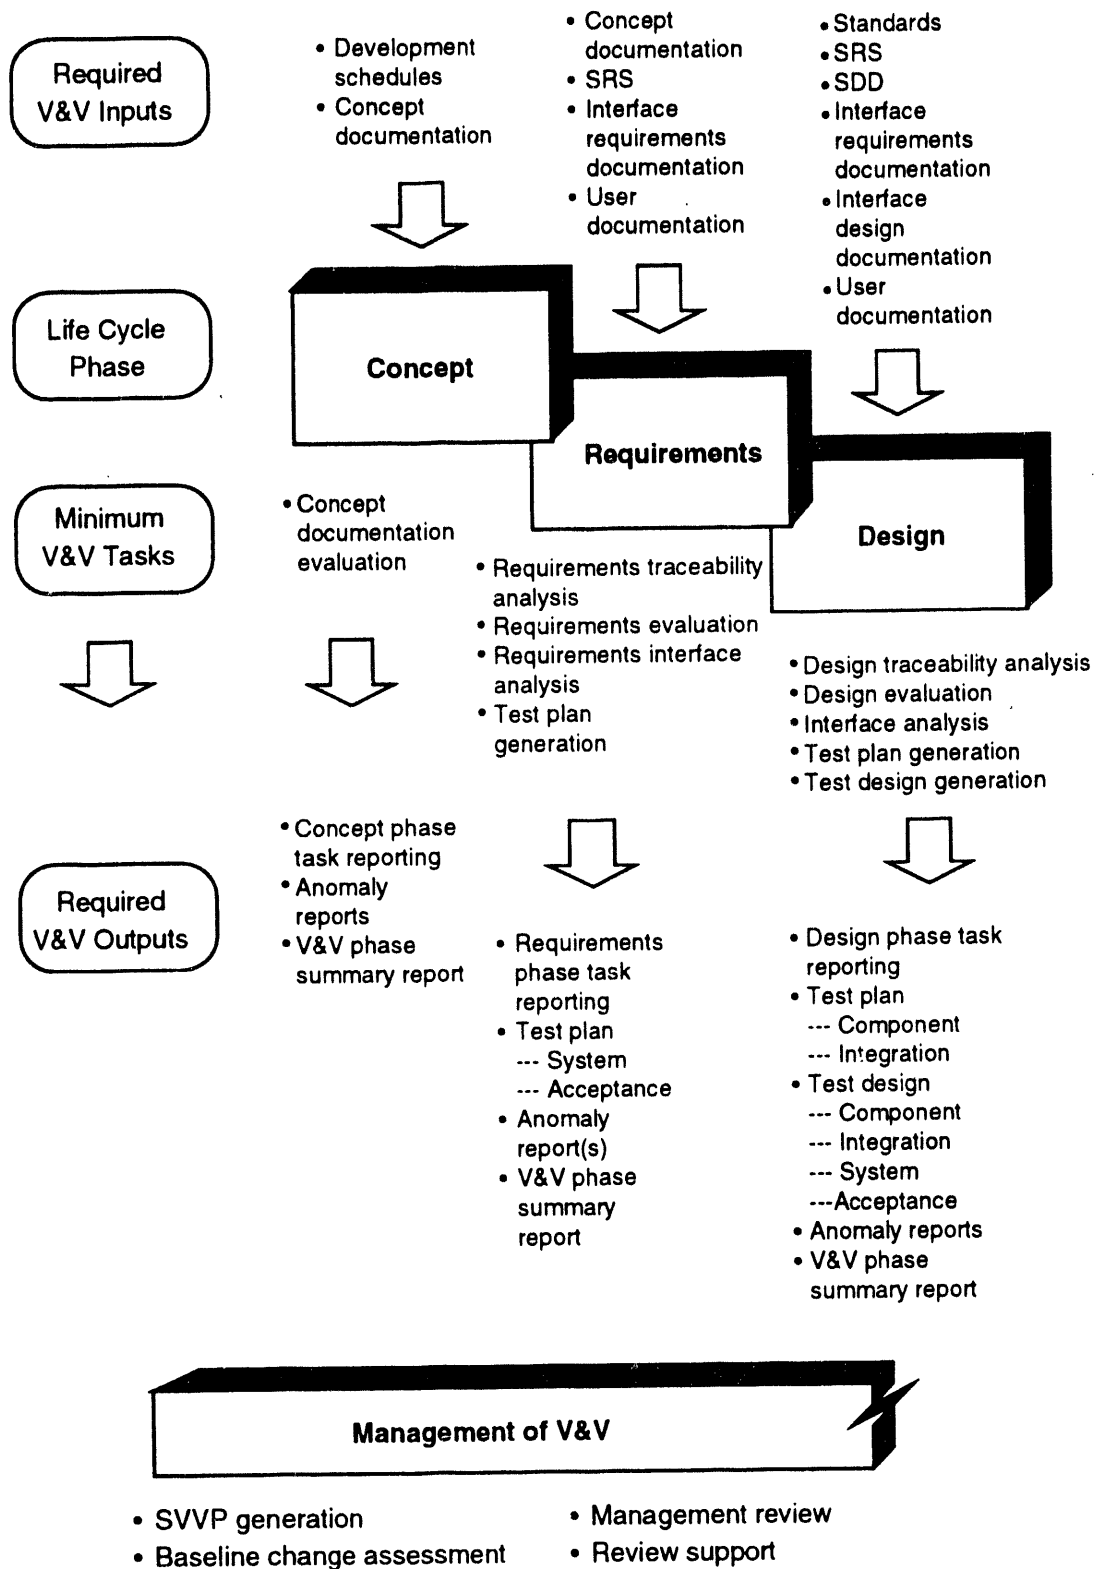 Required
V&V Inputs
• Development
schedules
• Concept
documentation
• Concept
documentation
• SRS
• Interface
requirements
documentation
• User
documentation
• Standards
• SRS
• SDD
• Interface
requirements
documentation
• Interface
design
documentation
• User
documentation
Life Cycle
Phase
Concept
Requirements
Design
Minimum
V&V Tasks
• Concept
documentation
evaluation
• Requirements traceability
analysis
• Requirements evaluation
• Requirements interface
analysis
• Test plan
generation
• Design traceability analysis
• Design evaluation
• Interface analysis
• Test plan generation
• Test design generation
Required
V&V Outputs
• Concept phase
task reporting
• Anomaly
reports
• V&V phase
summary report
• Requirements
phase task
reporting
• Test plan
--- System
--- Acceptance
• Anomaly
report(s)
• V&V phase
summary
report
• Design phase task
reporting
• Test plan
--- Component
--- Integration
• Test design
--- Component
--- Integration
--- System
---Acceptance
• Anomaly reports
• V&V phase
summary report
Management of V&V
• SVVP generation
• Baseline change assessment
• Management review
• Review support